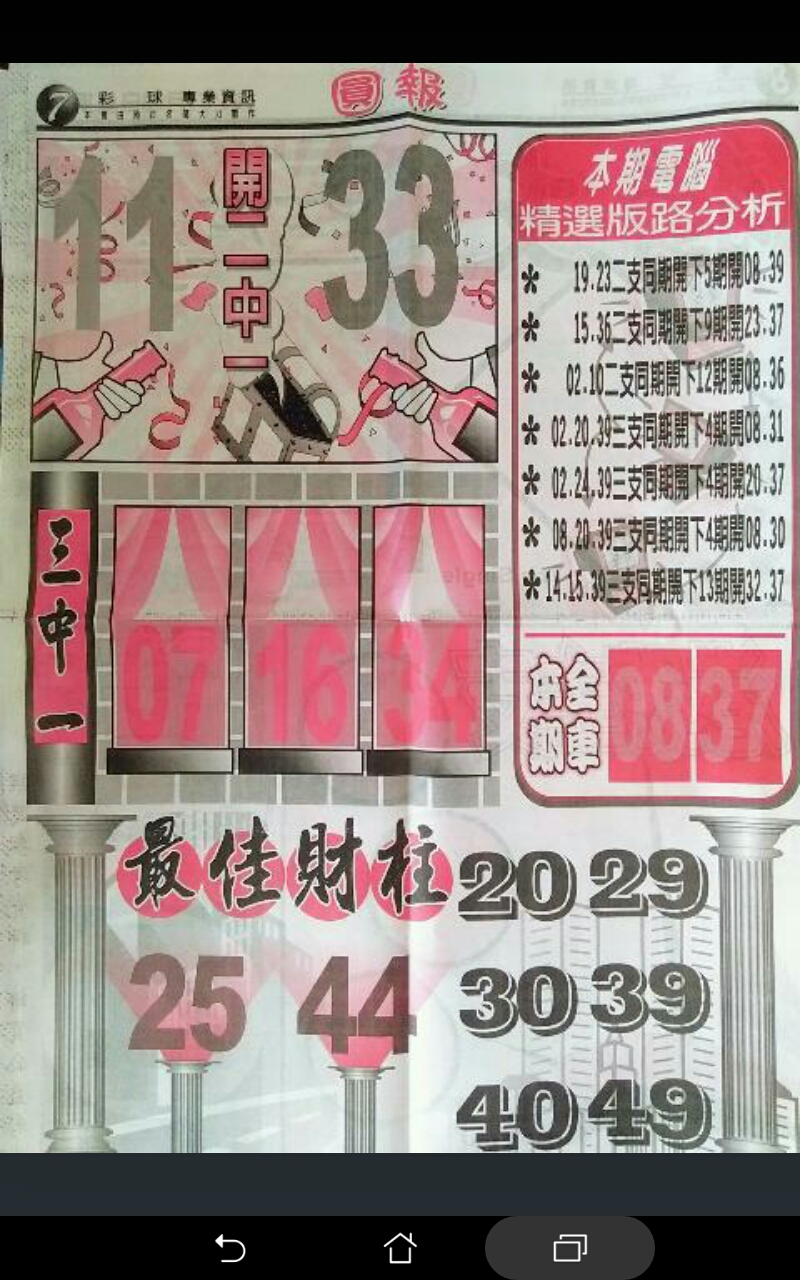 7 彩球專業資訊
圓報
11 開二中一 33
三中一
07 16 34
本期電腦
精選版路分析
* 19.23二支同期開下5期開08.39
* 15.36二支同期開下9期開23.37
* 02.10二支同期開下12期開08.36
* 02.20.39三支同期開下4期開08.31
* 02.24.39三支同期開下4期開20.37
* 08.20.39三支同期開下4期開08.30
* 14.15.39三支同期開下13期開32.37
本期全車 08 37
最佳財柱
25 44
20 29
30 39
40 49